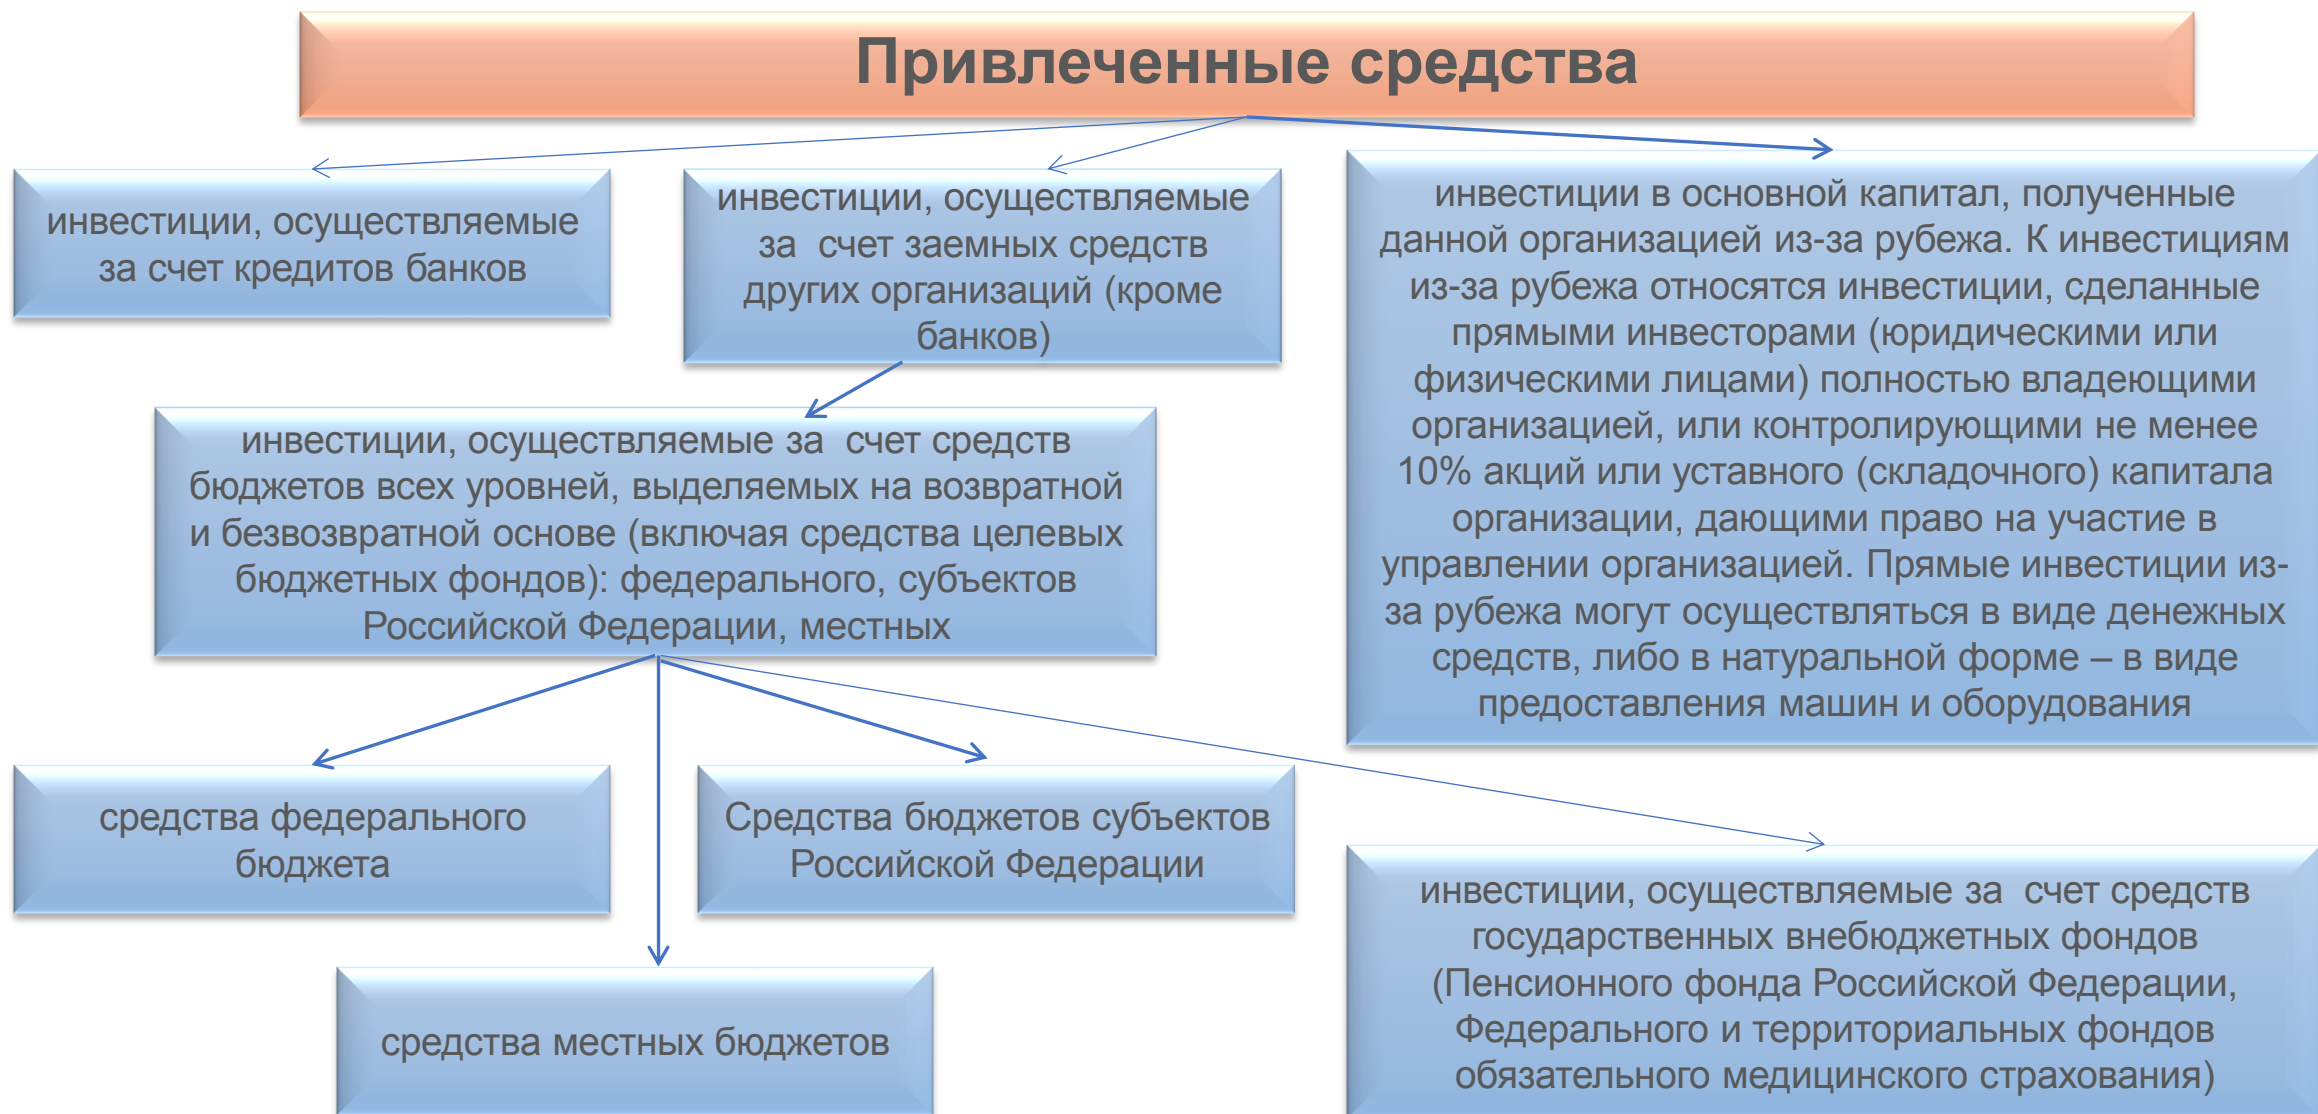 Привлеченные средства
инвестиции, осуществляемые
за счет кредитов банков
инвестиции, осуществляемые
за  счет заемных средств
других организаций (кроме
банков)
инвестиции в основной капитал, полученные
данной организацией из-за рубежа. К инвестициям
из-за рубежа относятся инвестиции, сделанные
прямыми инвесторами (юридическими или
физическими лицами) полностью владеющими
организацией, или контролирующими не менее
10% акций или уставного (складочного) капитала
организации, дающими право на участие в
управлении организацией. Прямые инвестиции из-
за рубежа могут осуществляться в виде денежных
средств, либо в натуральной форме – в виде
предоставления машин и оборудования
инвестиции, осуществляемые за  счет средств
бюджетов всех уровней, выделяемых на возвратной
и безвозвратной основе (включая средства целевых
бюджетных фондов): федерального, субъектов
Российской Федерации, местных
средства федерального
бюджета
Средства бюджетов субъектов
Российской Федерации
инвестиции, осуществляемые за  счет средств
государственных внебюджетных фондов
(Пенсионного фонда Российской Федерации,
Федерального и территориальных фондов
обязательного медицинского страхования)
средства местных бюджетов